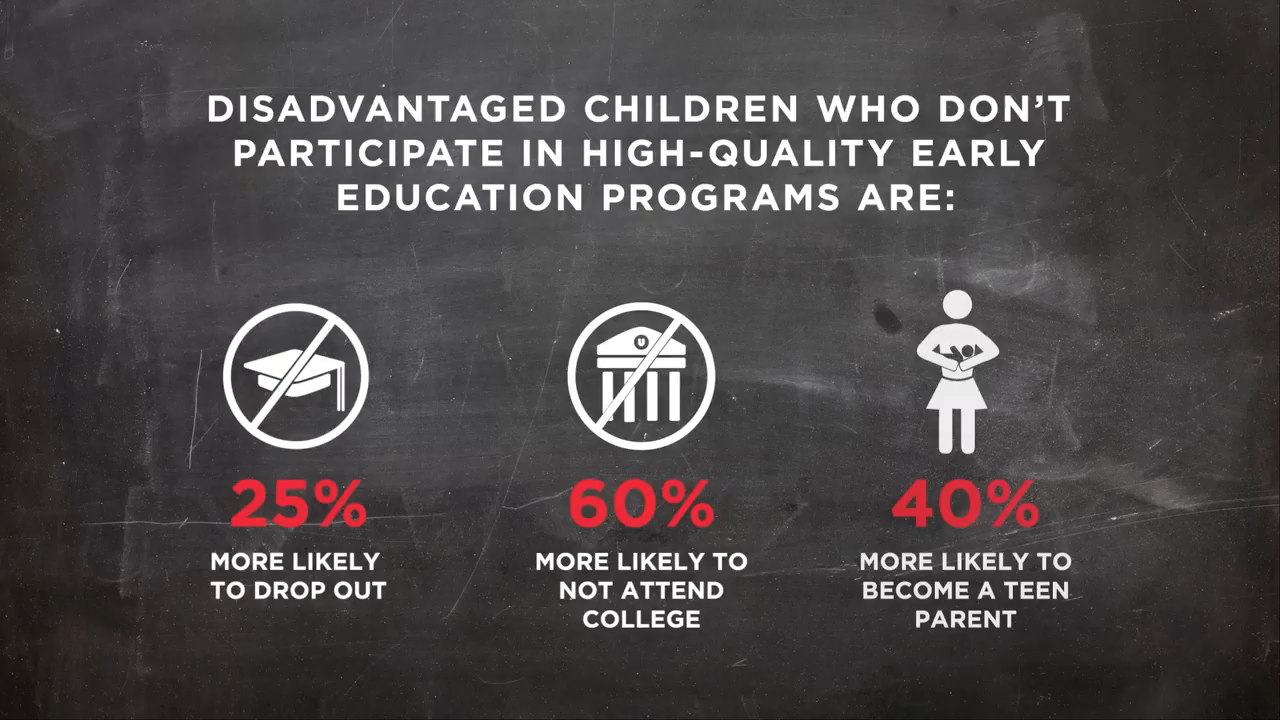 DISADVANTAGED CHILDREN WHO DON'T
PARTICIPATE IN HIGH-QUALITY EARLY
EDUCATION PROGRAMS ARE:
U
25%
MORE LIKELY
TO DROP OUT
60%
MORE LIKELY TO
NOT ATTEND
COLLEGE
40%
MORE LIKELY TO
BECOME A TEEN
PARENT